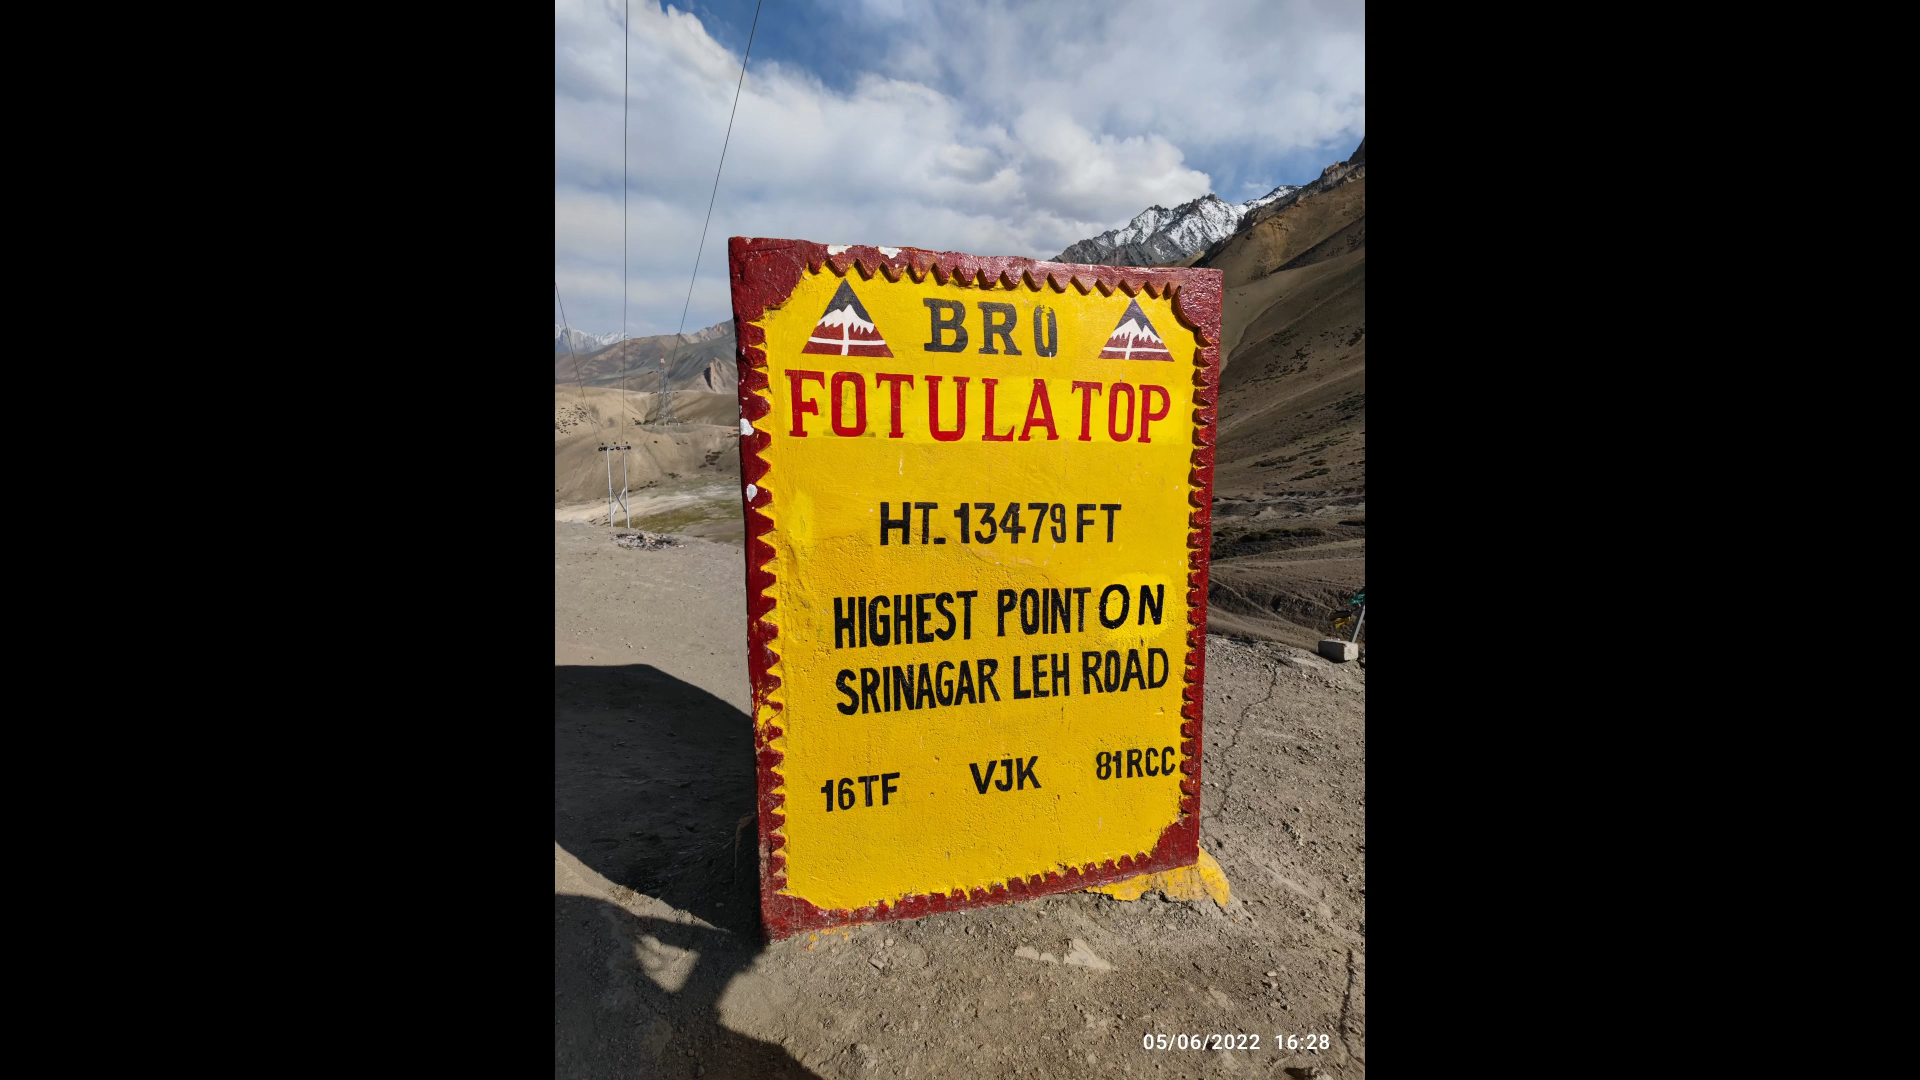 BRO
FOTULA TOP
HT. 13479 FT
HIGHEST POINT ON
SRINAGAR LEH ROAD
16TF VJK 81RCC
05/06/2022 16:28